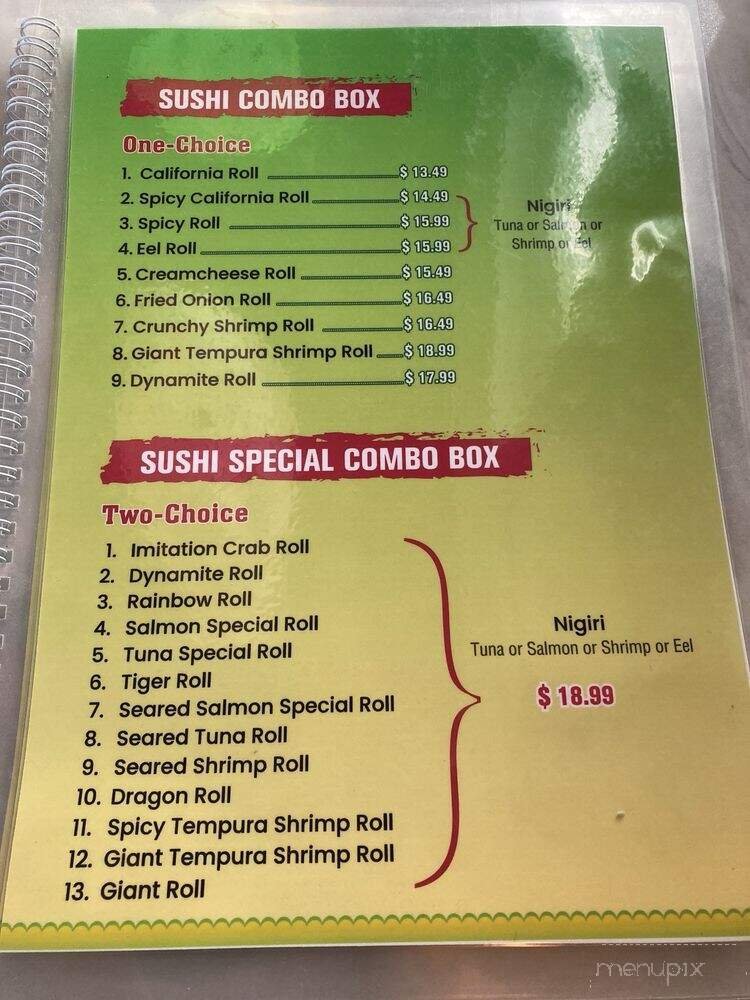 SUSHI COMBO BOX
One-Choice
1. California Roll $ 13.49
2. Spicy California Roll $ 14.49
3. Spicy Roll $ 15.99
4. Eel Roll $ 15.99
Nigiri
Tuna or Salmon or
Shrimp or Eel
5. Creamcheese Roll $ 15.49
6. Fried Onion Roll $ 16.49
7. Crunchy Shrimp Roll $ 16.49
8. Giant Tempura Shrimp Roll $ 18.99
9. Dynamite Roll $ 17.99
SUSHI SPECIAL COMBO BOX
Two-Choice
1. Imitation Crab Roll
2. Dynamite Roll
3. Rainbow Roll
4. Salmon Special Roll
5. Tuna Special Roll
6. Tiger Roll
7. Seared Salmon Special Roll
8. Seared Tuna Roll
9. Seared Shrimp Roll
10. Dragon Roll
11. Spicy Tempura Shrimp Roll
12. Giant Tempura Shrimp Roll
13. Giant Roll
Nigiri
Tuna or Salmon or Shrimp or Eel
$ 18.99
menupix